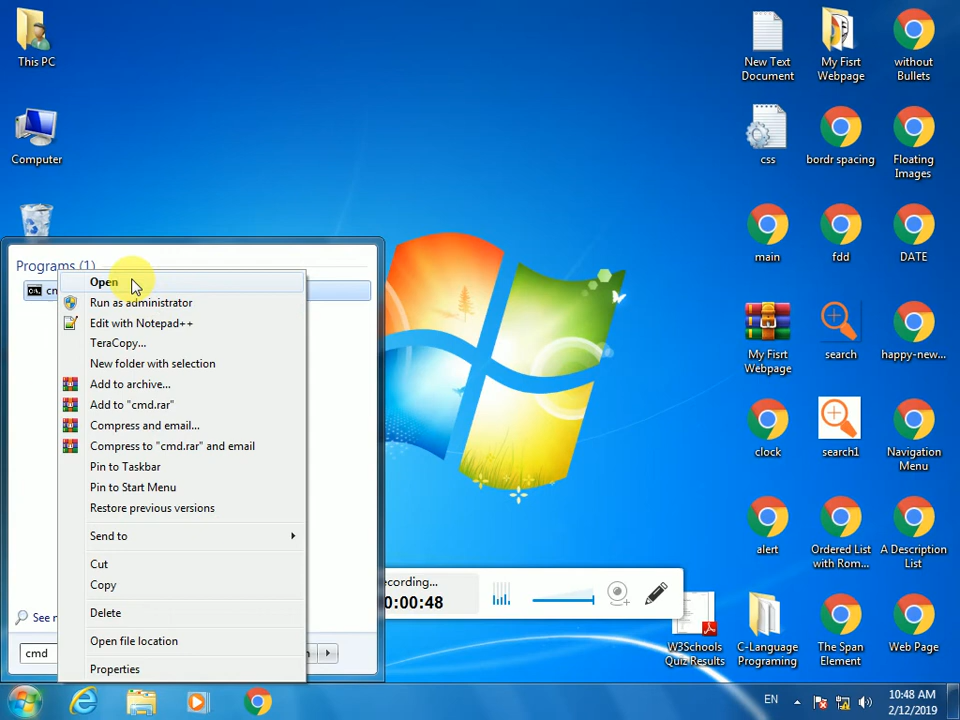 This PC
Computer
New Text
Document
My Fisrt
Webpage
without
Bullets
css
bordr spacing
Floating
Images
main
fdd
DATE
My Fisrt
Webpage
search
happy-new...
clock
search1
Navigation
Menu
alert
Ordered List
with Rom...
A Description
List
W3Schools
Quiz Results
C-Language
Programing
The Span
Element
Web Page
Programs (1)
Open
Run as administrator
Edit with Notepad++
TeraCopy...
New folder with selection
Add to archive...
Add to "cmd.rar"
Compress and email...
Compress to "cmd.rar" and email
Pin to Taskbar
Pin to Start Menu
Restore previous versions
Send to
Cut
Copy
Delete
Open file location
Properties
See
cmd
ecording...
0:00:48
EN
10:48 AM
2/12/2019